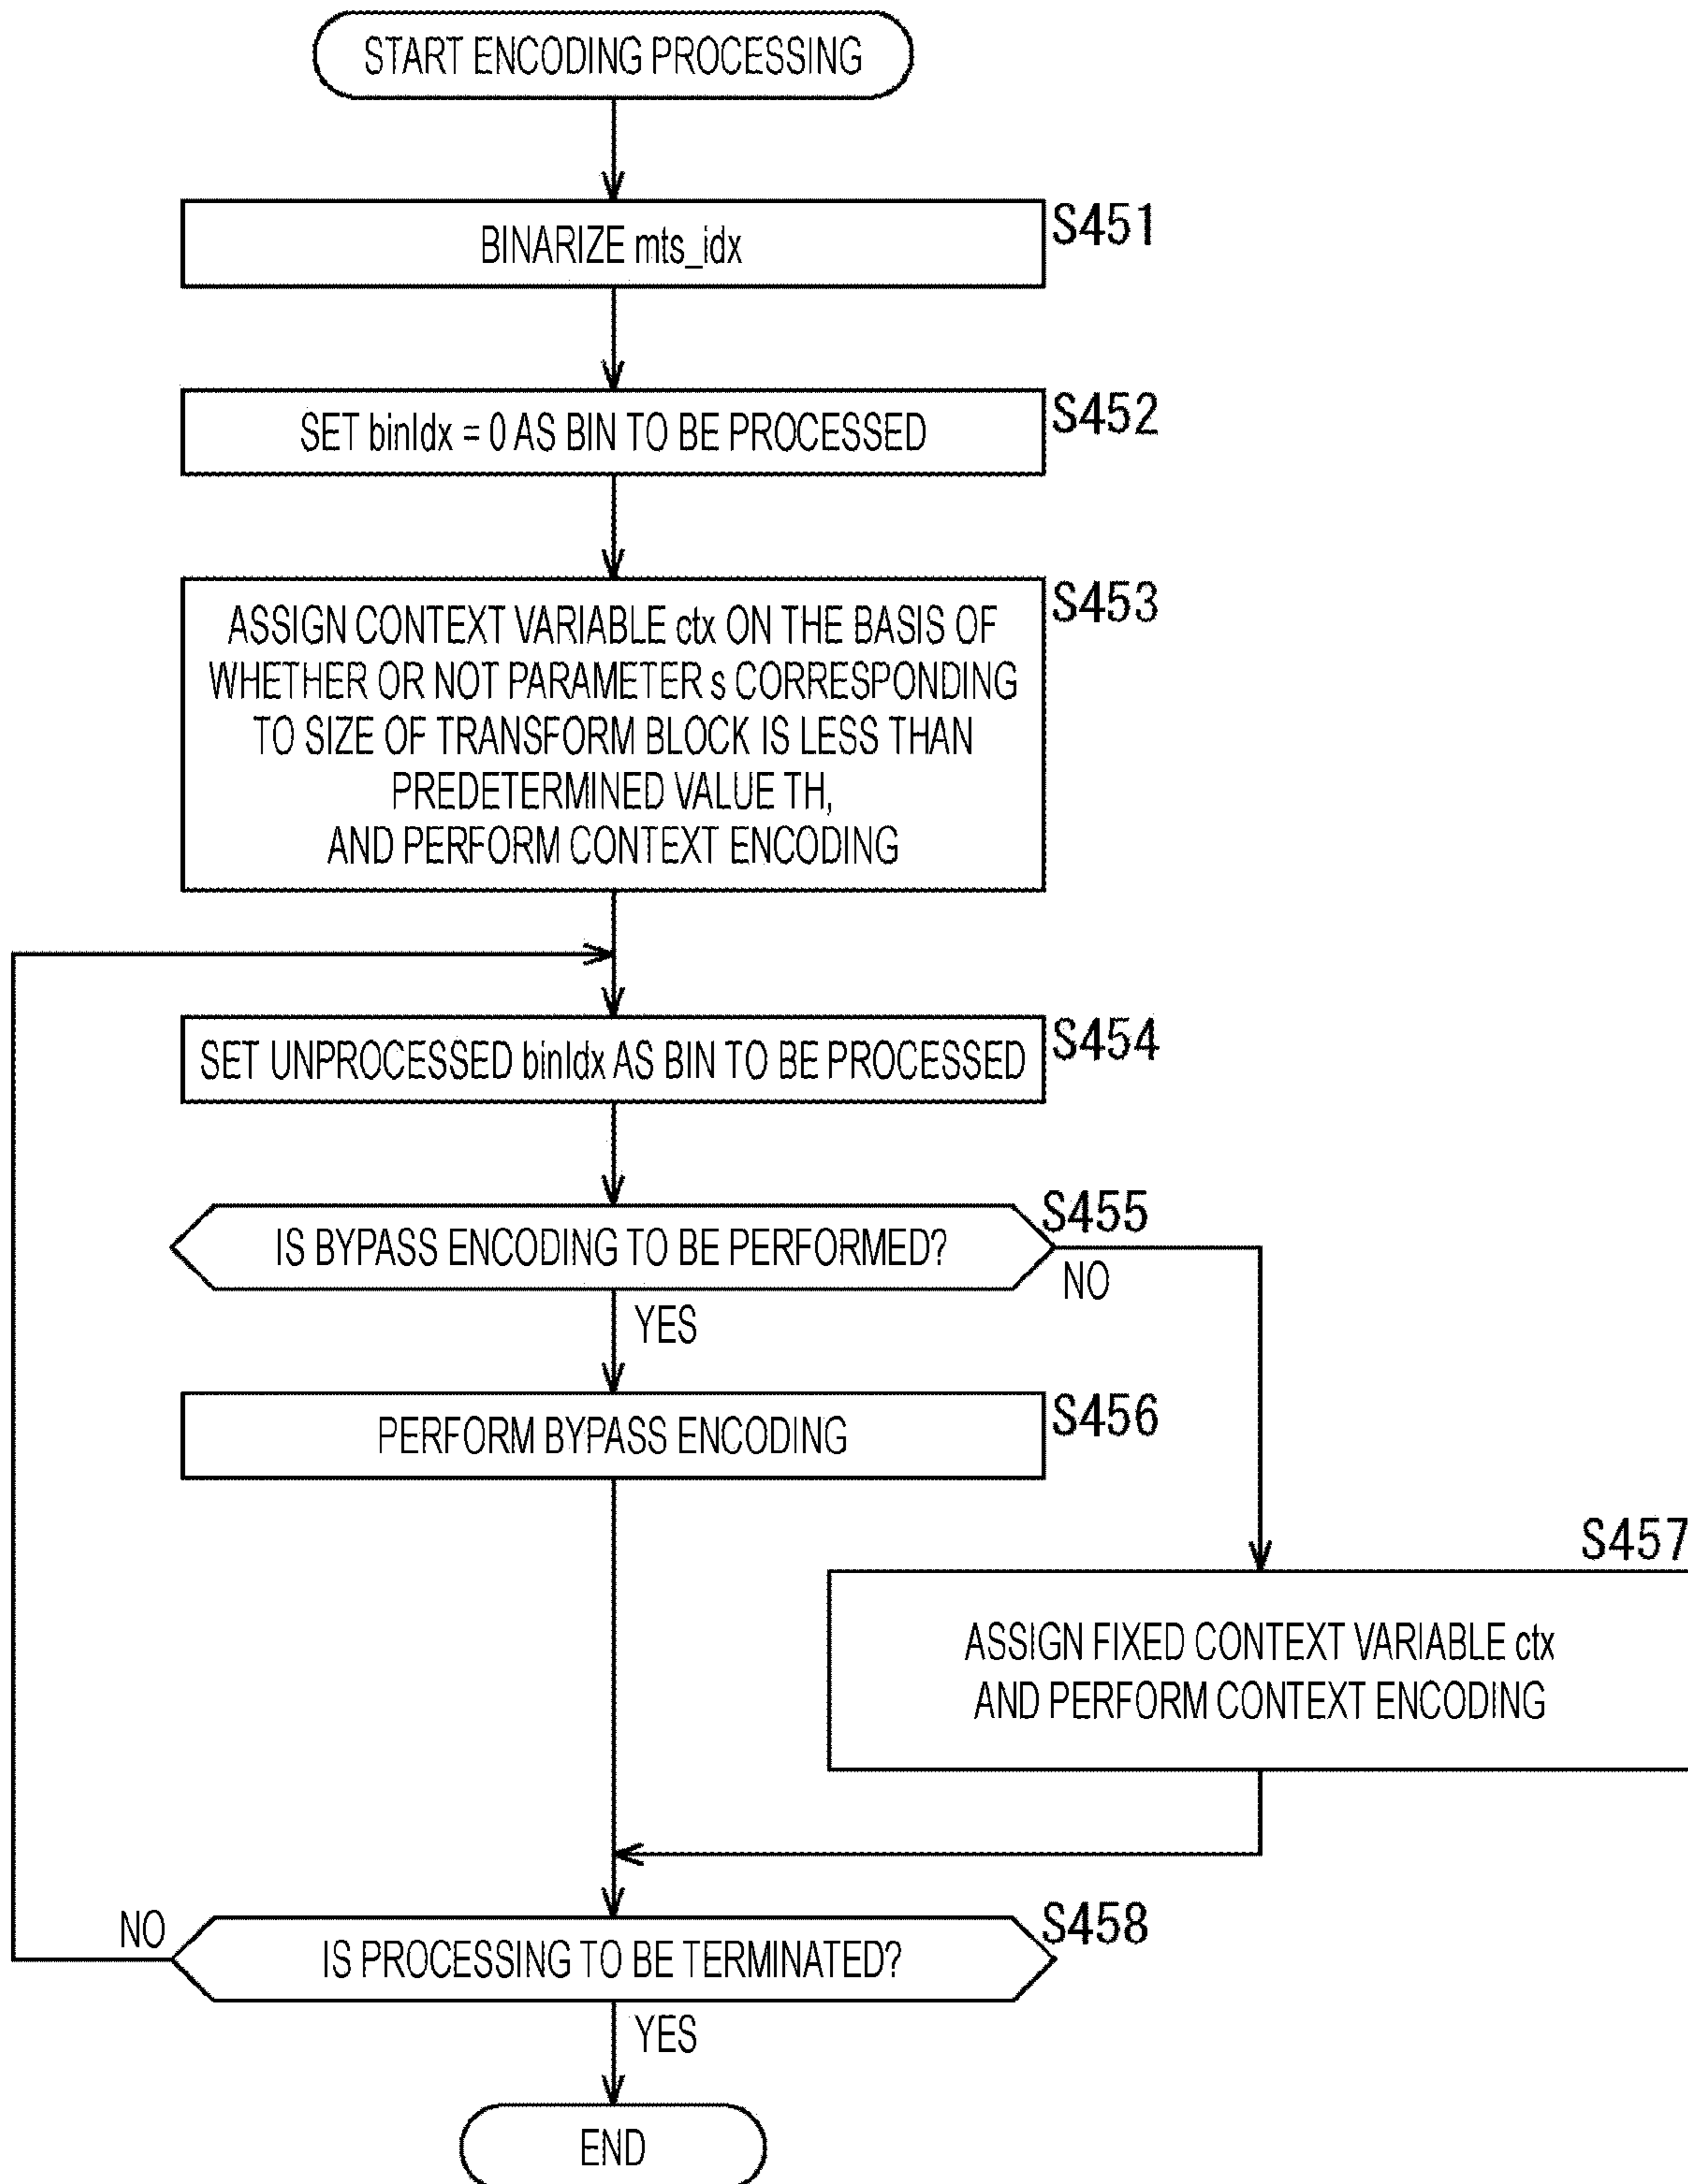 START ENCODING PROCESSING
BINARIZE mts_idx
S451
SET binIdx = 0 AS BIN TO BE PROCESSED
S452
ASSIGN CONTEXT VARIABLE ctx ON THE BASIS OF
WHETHER OR NOT PARAMETER s CORRESPONDING
TO SIZE OF TRANSFORM BLOCK IS LESS THAN
PREDETERMINED VALUE TH,
AND PERFORM CONTEXT ENCODING
S453
SET UNPROCESSED binIdx AS BIN TO BE PROCESSED
S454
IS BYPASS ENCODING TO BE PERFORMED?
S455
NO
YES
PERFORM BYPASS ENCODING
S456
S457
ASSIGN FIXED CONTEXT VARIABLE ctx
AND PERFORM CONTEXT ENCODING
NO
IS PROCESSING TO BE TERMINATED?
S458
YES
END